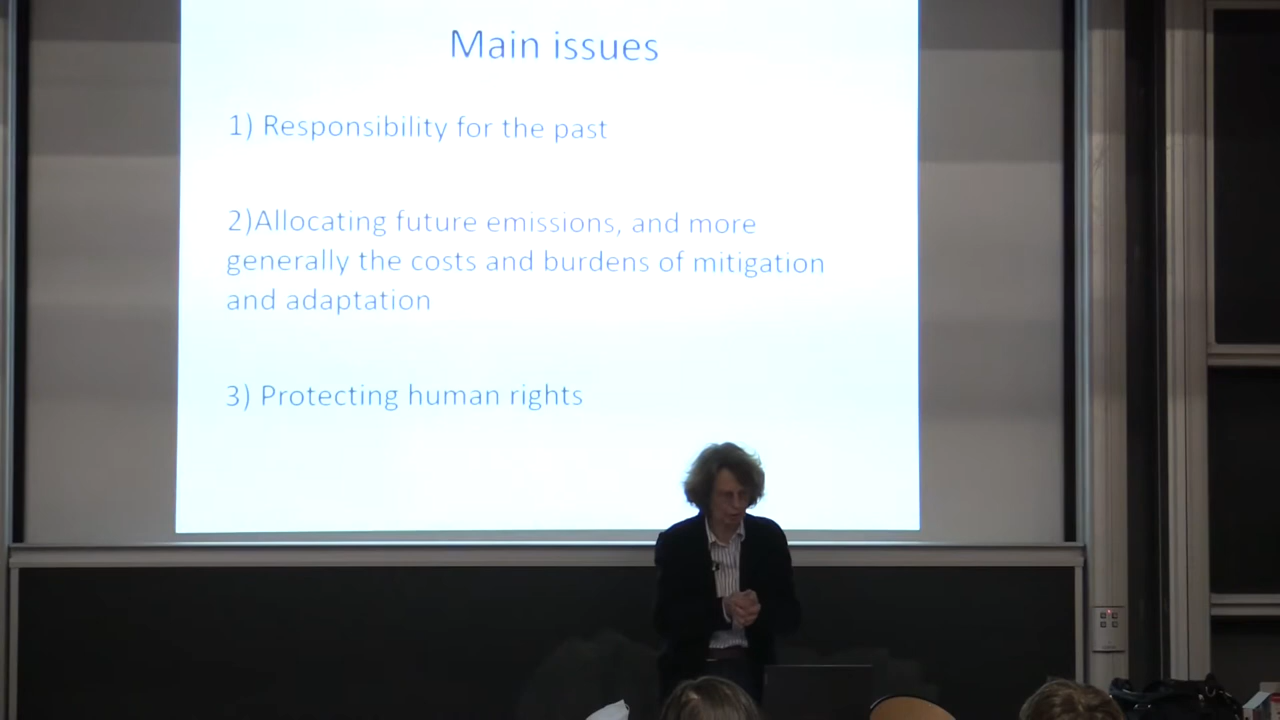 Main issues
1) Responsibility for the past
2)Allocating future emissions, and more
generally the costs and burdens of mitigation
and adaptation
3) Protecting human rights